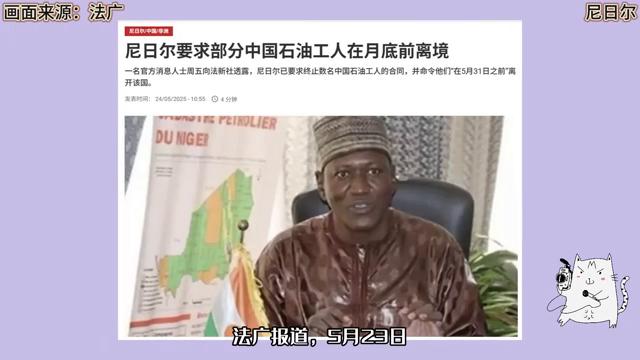 画面来源：法广
尼日尔
尼日尔/中国/非洲
尼日尔要求部分中国石油工人在月底前离境
一名官方消息人士周五向法新社透露，尼日尔已要求终止数名中国石油工人的合同，并命令他们“在5月31日之前”离
开该国。
发表时间： 24/05/2025 - 10:55
4 分钟
CADASTRE PETROLIER
DU NIGER
法广报道，5月23日